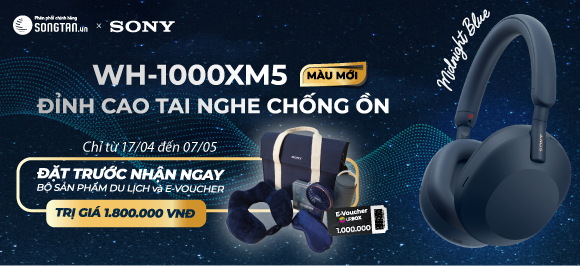 Phân phối chính hãng
SONGTAN.vn × SONY
Midnight Blue
WH-1000XM5 MÀU MỚI
ĐỈNH CAO TAI NGHE CHỐNG ỒN
Chỉ từ 17/04 đến 07/05
ĐẶT TRƯỚC NHẬN NGAY
BỘ SẢN PHẨM DU LỊCH và E-VOUCHER
TRỊ GIÁ 1.800.000 VNĐ
SONY
E-Voucher
URBOX
1.000.000
SONY